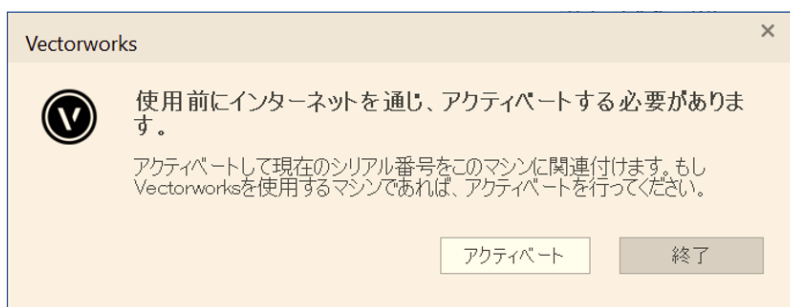 Vectorworks
使用前にインターネットを通じ、アクティベートする必要がありま
す。
アクティベートして現在のシリアル番号をこのマシンに関連付けます。もし
Vectorworksを使用するマシンであれば、アクティベートを行ってください。
アクティベート
終了